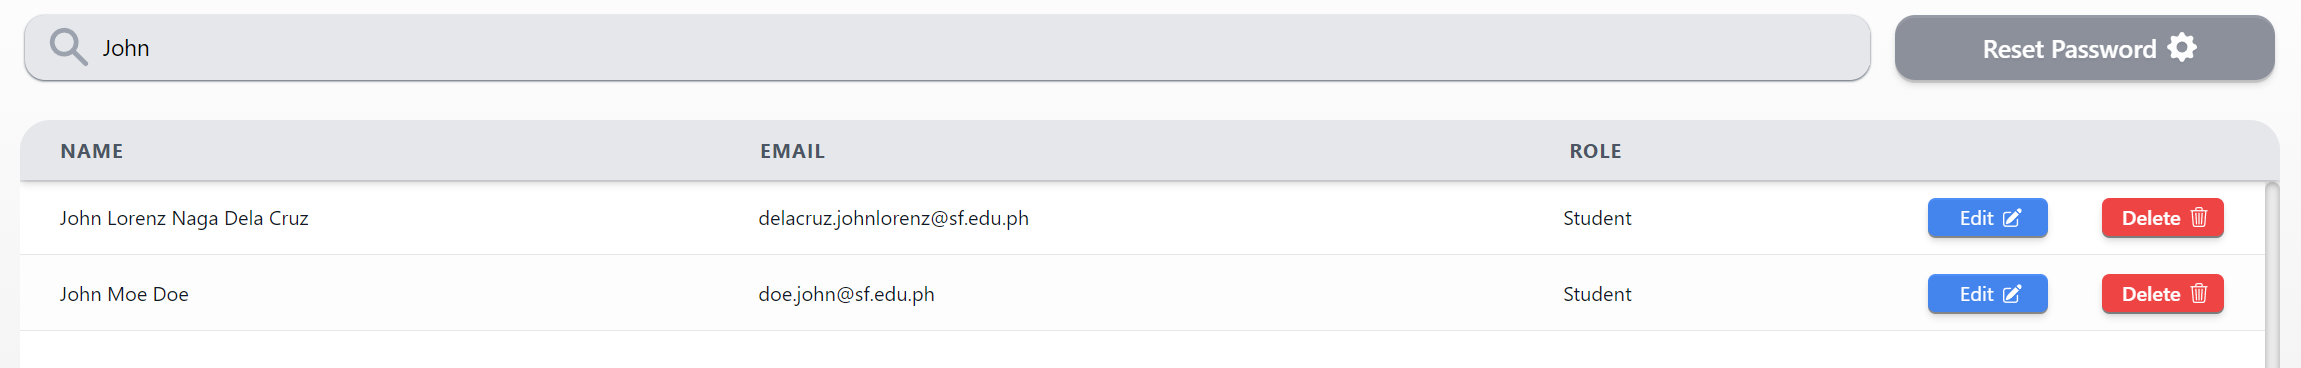 John
Reset Password
NAME EMAIL ROLE
John Lorenz Naga Dela Cruz delacruz.johnlorenz@sf.edu.ph Student Edit Delete
John Moe Doe doe.john@sf.edu.ph Student Edit Delete